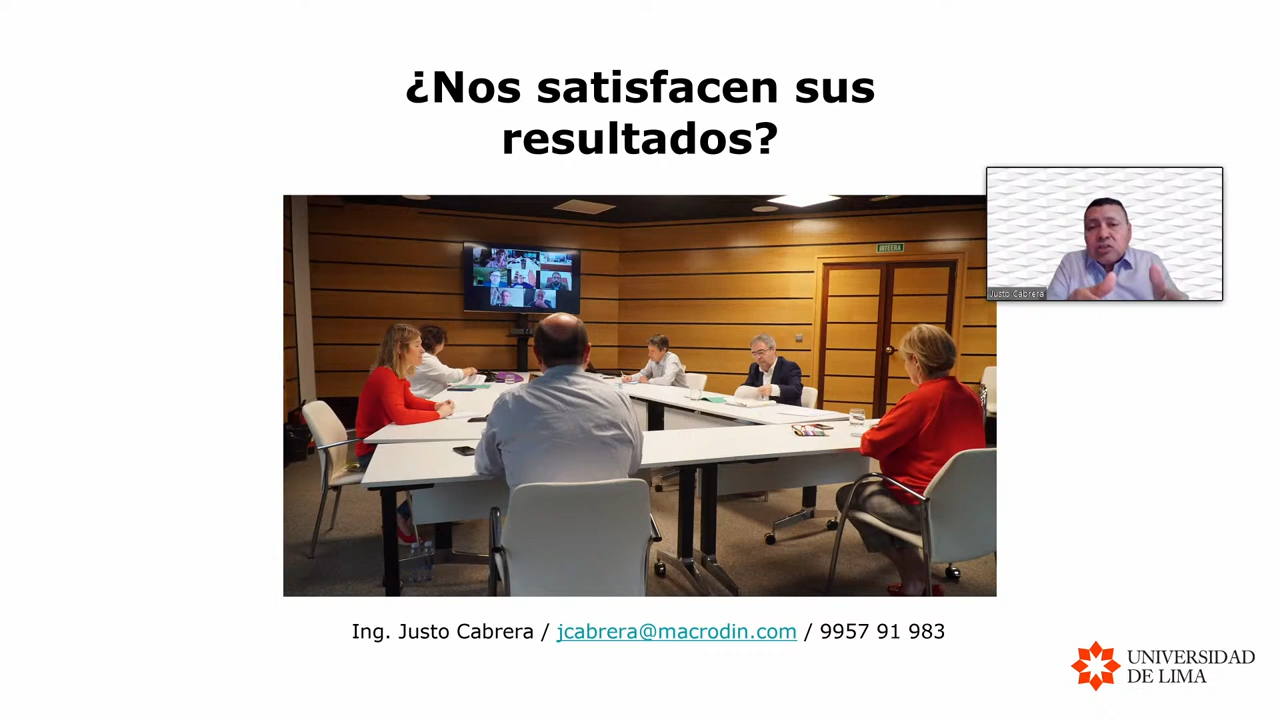 ¿Nos satisfacen sus
resultados?
Justo Cabrera
Ing. Justo Cabrera / jcabrera@macrodin.com / 9957 91 983
UNIVERSIDAD
DE LIMA